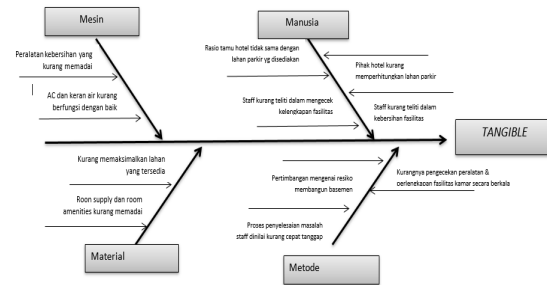 Mesin
Manusia
Peralatan kebersihan yang
kurang memadai
AC dan keran air kurang
berfungsi dengan baik
Rasio tamu hotel tidak sama dengan
lahan parkir yg disediakan
Staff kurang teliti dalam mengecek
kelengkapan fasilitas
Pihak hotel kurang
memperhitungkan lahan parkir
Staff kurang teliti dalam
kebersihan fasilitas
TANGIBLE
Kurang memaksimalkan lahan
yang tersedia
Room supply dan room
amenities kurang memadai
Pertimbangan mengenai resiko
membangun basemen
Proses penyelesaian masalah
staff dinilai kurang cepat tanggap
Kurangnya pengecekan peralatan &
perlengkapan fasilitas kamar secara berkala
Material
Metode